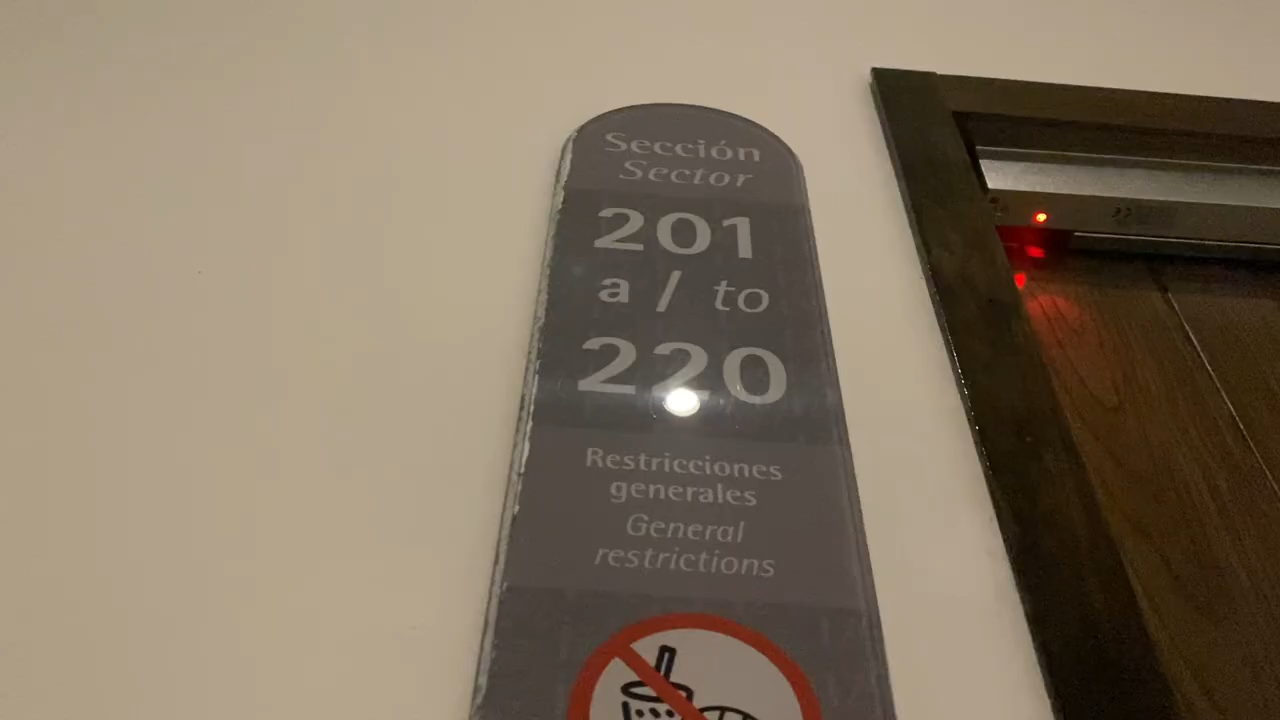 Sección
Sector
201
a / to
220
Restricciones
generales
General
restrictions